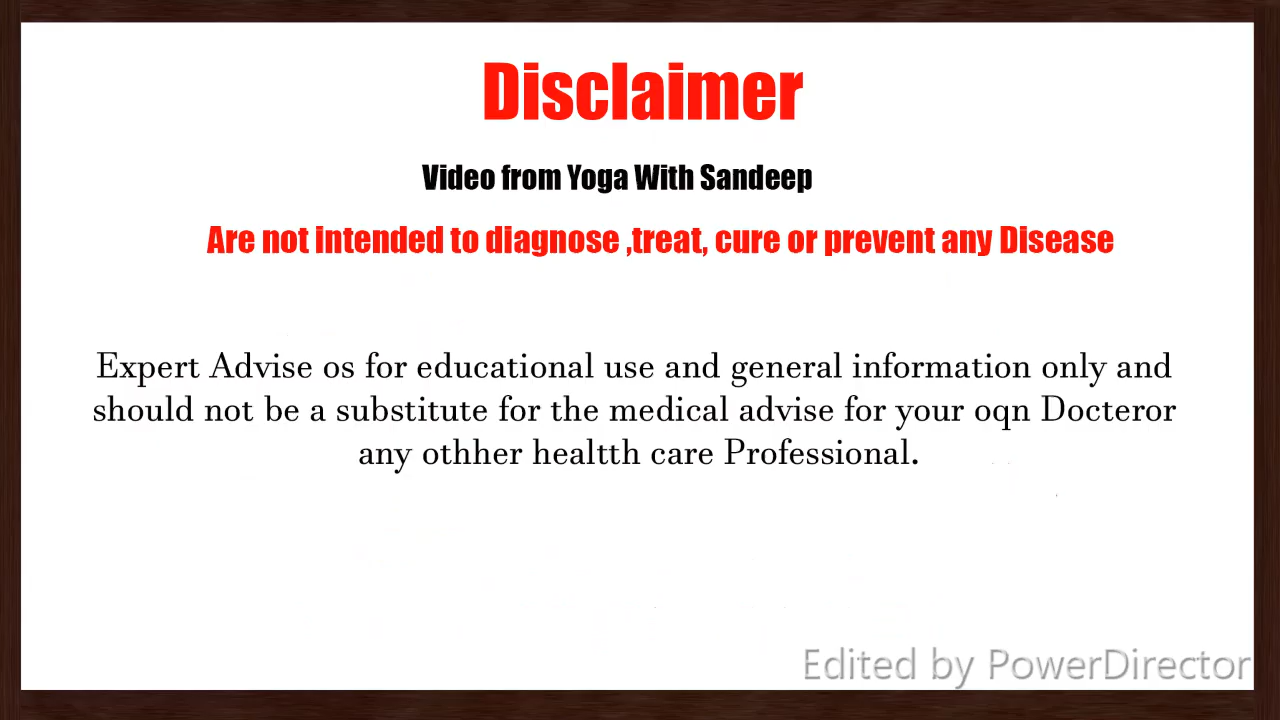 Disclaimer
Video from Yoga With Sandeep
Are not intended to diagnose ,treat, cure or prevent any Disease
Expert Advise os for educational use and general information only and
should not be a substitute for the medical advise for your oqn Docteror
any othher healtth care Professional.
Edited by PowerDirector